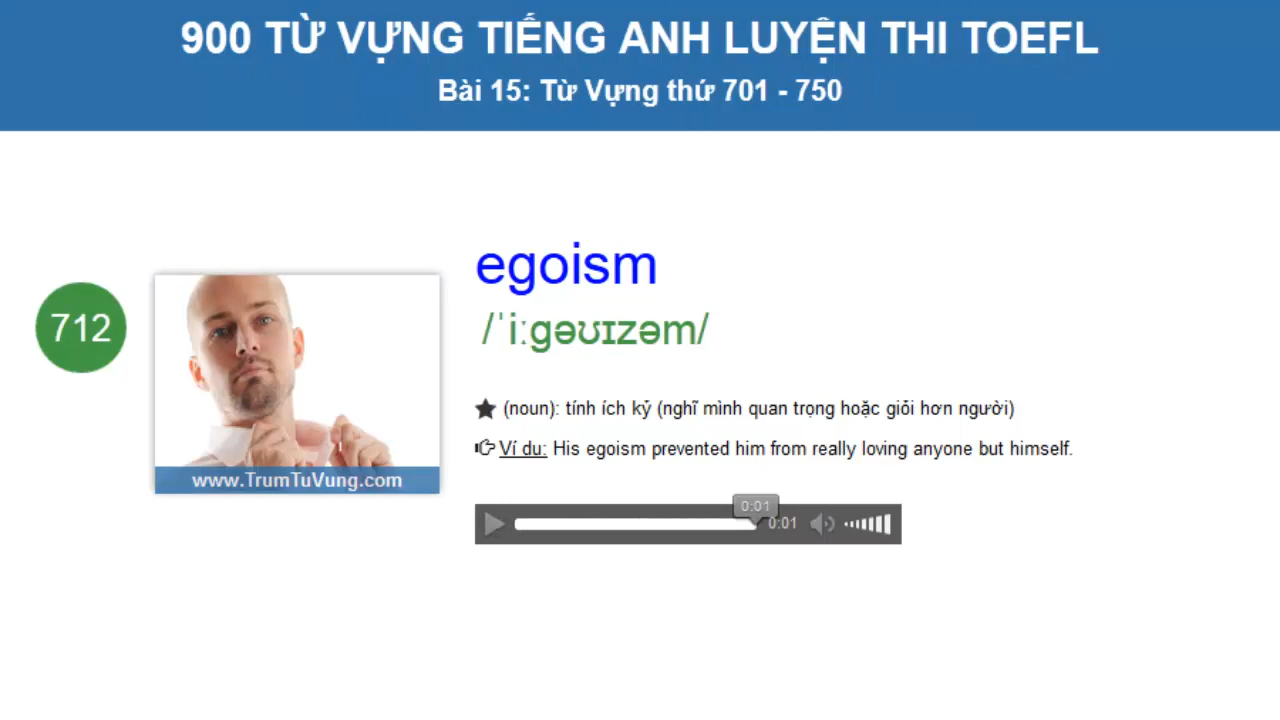 900 TỪ VỰNG TIẾNG ANH LUYỆN THI TOEFL
Bài 15: Từ Vựng thứ 701 - 750
712
www.TrumTuVung.com
egoism
/ˈiːɡəʊɪzəm/
(noun): tính ích kỷ (nghĩ mình quan trọng hoặc giỏi hơn người)
Ví du: His egoism prevented him from really loving anyone but himself.
0:01
0:01